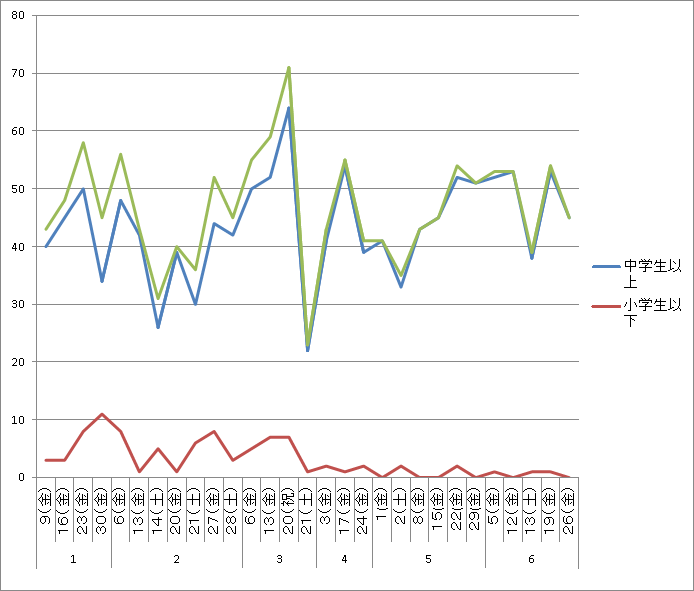 80
70
60
50
40
30
20
10
0
中学生以
上
小学生以
下
9(金)
16(金)
23(金)
30(金)
6(金)
13(金)
14(土)
20(金)
21(土)
27(金)
28(土)
6(金)
13(金)
20(祝)
21(土)
3(金)
17(金)
24(金)
1(金)
2(土)
8(金)
15(金)
22(金)
29(金)
5(金)
12(金)
13(土)
19(金)
26(金)
1
2
3
4
5
6